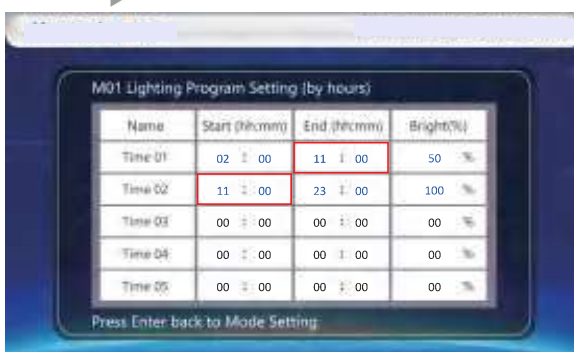 M01 Lighting Program Setting (by hours)
Name Start (hh:mm) End (hh:mm) Bright(%)
Time 01 02 : 00 11 : 00 50 %
Time 02 11 : 00 23 : 00 100 %
Time 03 00 : 00 00 : 00 00 %
Time 04 00 : 00 00 : 00 00 %
Time 05 00 : 00 00 : 00 00 %
Press Enter back to Mode Setting